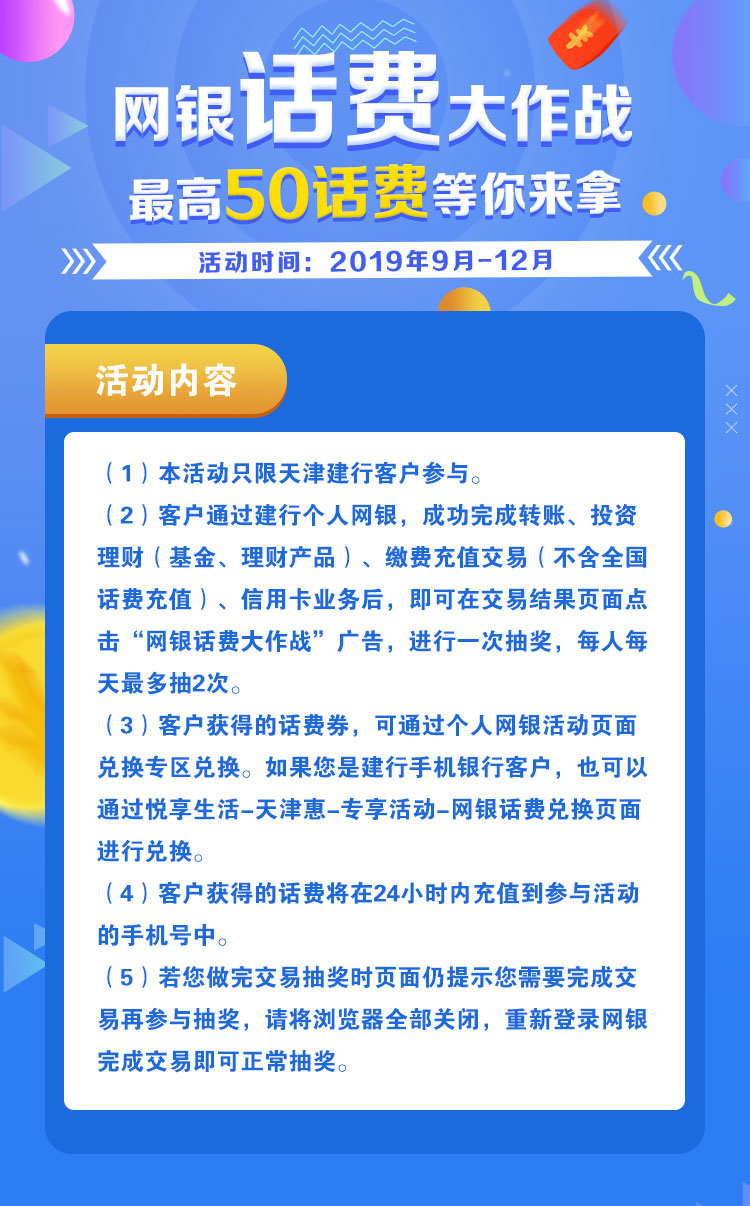 网银话费大作战
最高50话费等你来拿
活动时间：2019年9月-12月
活动内容
（1）本活动只限天津建行客户参与。
（2）客户通过建行个人网银，成功完成转账、投资
理财（基金、理财产品）、缴费充值交易（不含全国
话费充值）、信用卡业务后，即可在交易结果页面点
击“网银话费大作战”广告，进行一次抽奖，每人每
天最多抽2次。
（3）客户获得的话费券，可通过个人网银活动页面
兑换专区兑换。如果您是建行手机银行客户，也可以
通过悦享生活-天津惠-专享活动-网银话费兑换页面
进行兑换。
（4）客户获得的话费将在24小时内充值到参与活动
的手机号中。
（5）若您做完交易抽奖时页面仍提示您需要完成交
易再参与抽奖，请将浏览器全部关闭，重新登录网银
完成交易即可正常抽奖。